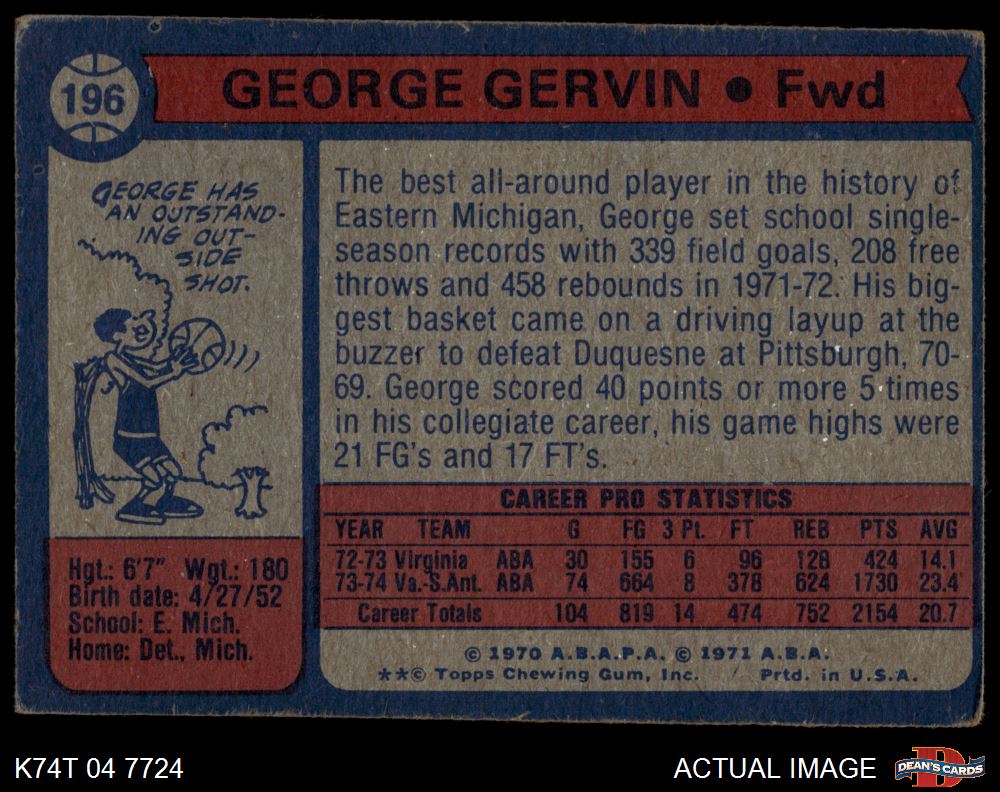 196
GEORGE GERVIN ● Fwd
GEORGE HAS
AN OUTSTAND-
ING OUT-
SIDE
SHOT.
Hgt.: 6'7" Wgt.: 180
Birth date: 4/27/52
School: E. Mich.
Home: Det., Mich.
The best all-around player in the history of
Eastern Michigan, George set school single-
season records with 339 field goals, 208 free
throws and 458 rebounds in 1971-72. His big-
gest basket came on a driving layup at the
buzzer to defeat Duquesne at Pittsburgh, 70-
69. George scored 40 points or more 5 times
in his collegiate career, his game highs were
21 FG's and 17 FT's.
CAREER PRO STATISTICS
YEAR TEAM G FG 3 Pt. FT REB PTS AVG
72-73 Virginia ABA 30 155 6 96 128 424 14.1
73-74 Va.-S.Ant. ABA 74 664 8 378 624 1730 23.4
Career Totals 104 819 14 474 752 2154 20.7
© 1970 A.B.A.P.A. © 1971 A.B.A.
**© Topps Chewing Gum, Inc. Prtd. in U.S.A.
K74T 04 7724
ACTUAL IMAGE
DEAN'S CARDS